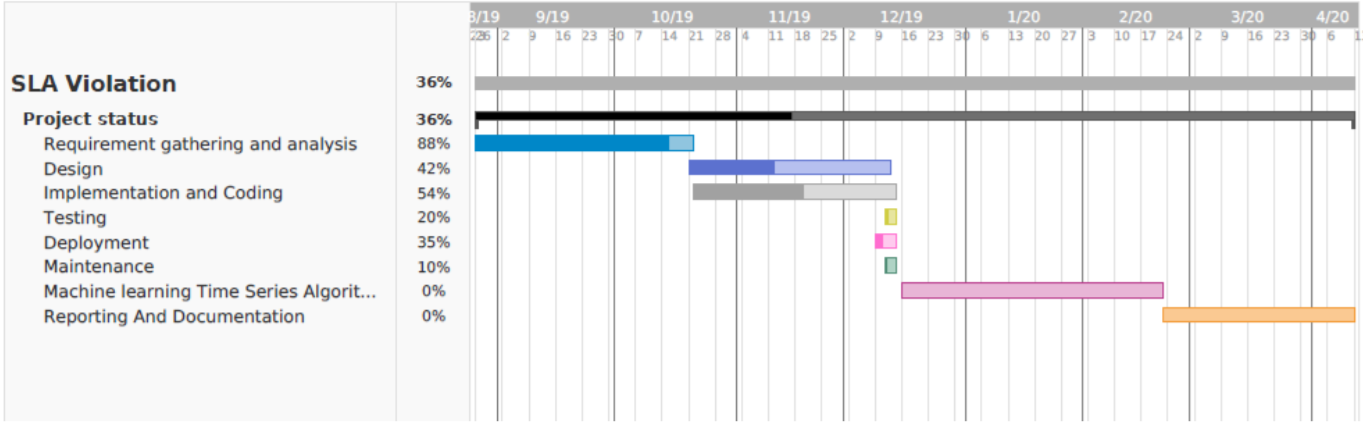 8/19 9/19 10/19 11/19 12/19 1/20 2/20 3/20 4/20
26 2 9 16 23 30 7 14 21 28 4 11 18 25 2 9 16 23 30 6 13 20 27 3 10 17 24 2 9 16 23 30 6
SLA Violation 36%
Project status 36%
Requirement gathering and analysis 88%
Design 42%
Implementation and Coding 54%
Testing 20%
Deployment 35%
Maintenance 10%
Machine learning Time Series Algorit... 0%
Reporting And Documentation 0%